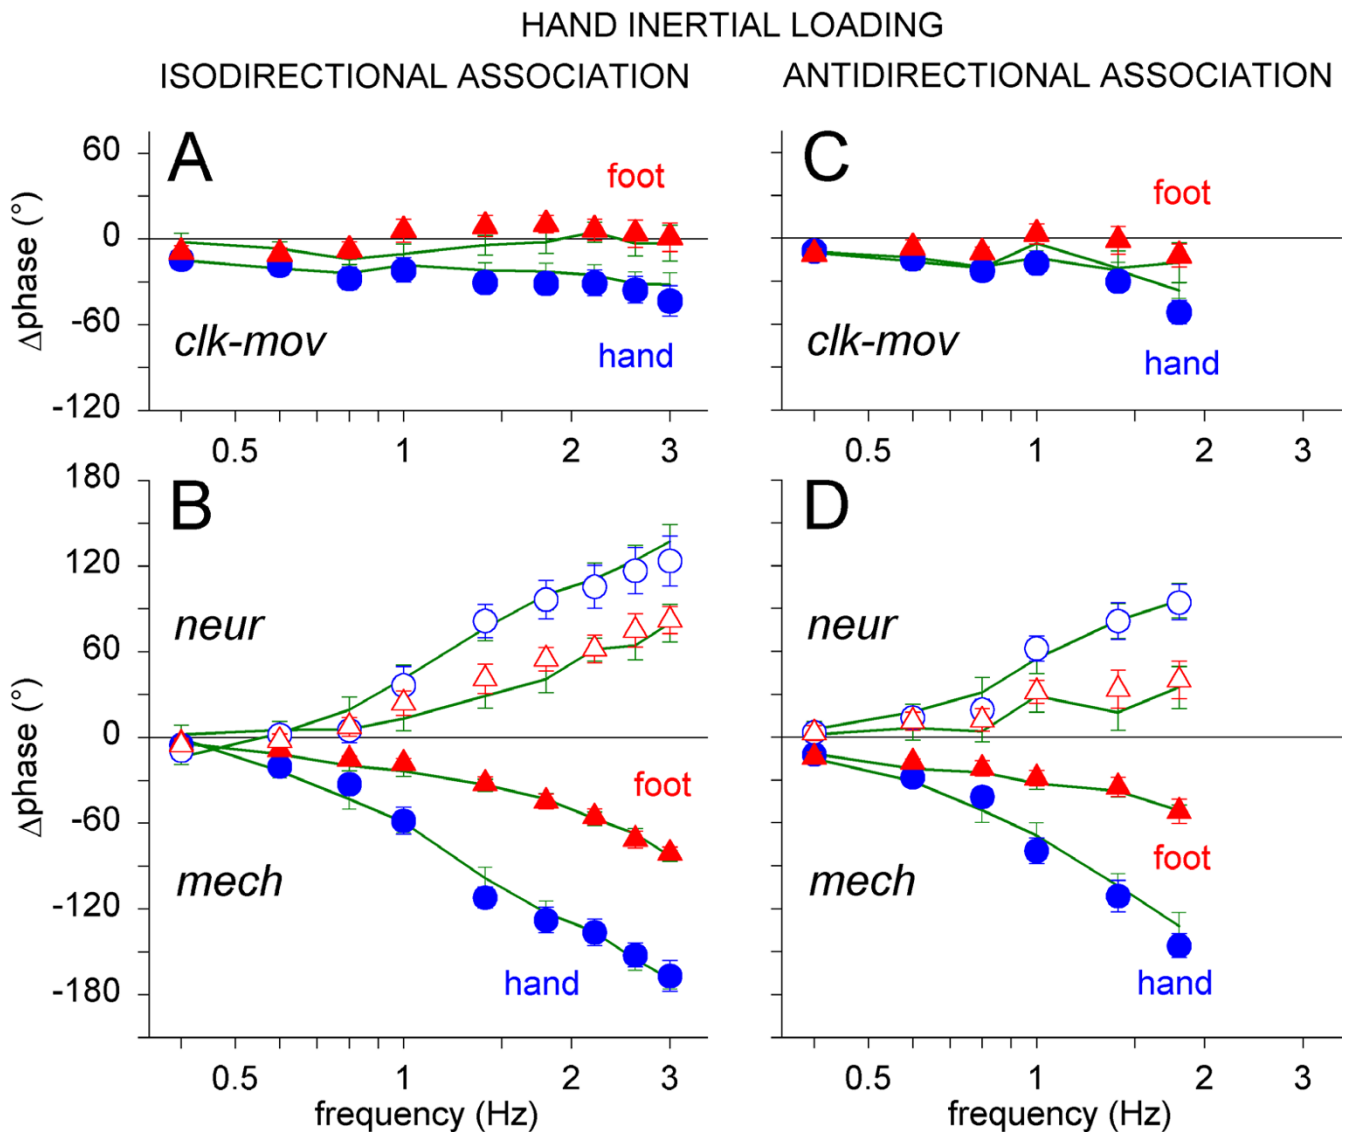 HAND INERTIAL LOADING
ISODIRECTIONAL ASSOCIATION
ANTIDIRECTIONAL ASSOCIATION
A
60
0
-60
-120
Δphase (°)
foot
clk-mov
hand
0.5 1 2 3
C
foot
clk-mov
hand
0.5 1 2 3
B
180
120
60
0
-60
-120
-180
Δphase (°)
neur
foot
mech
hand
0.5 1 2 3
frequency (Hz)
D
neur
foot
mech
hand
0.5 1 2 3
frequency (Hz)